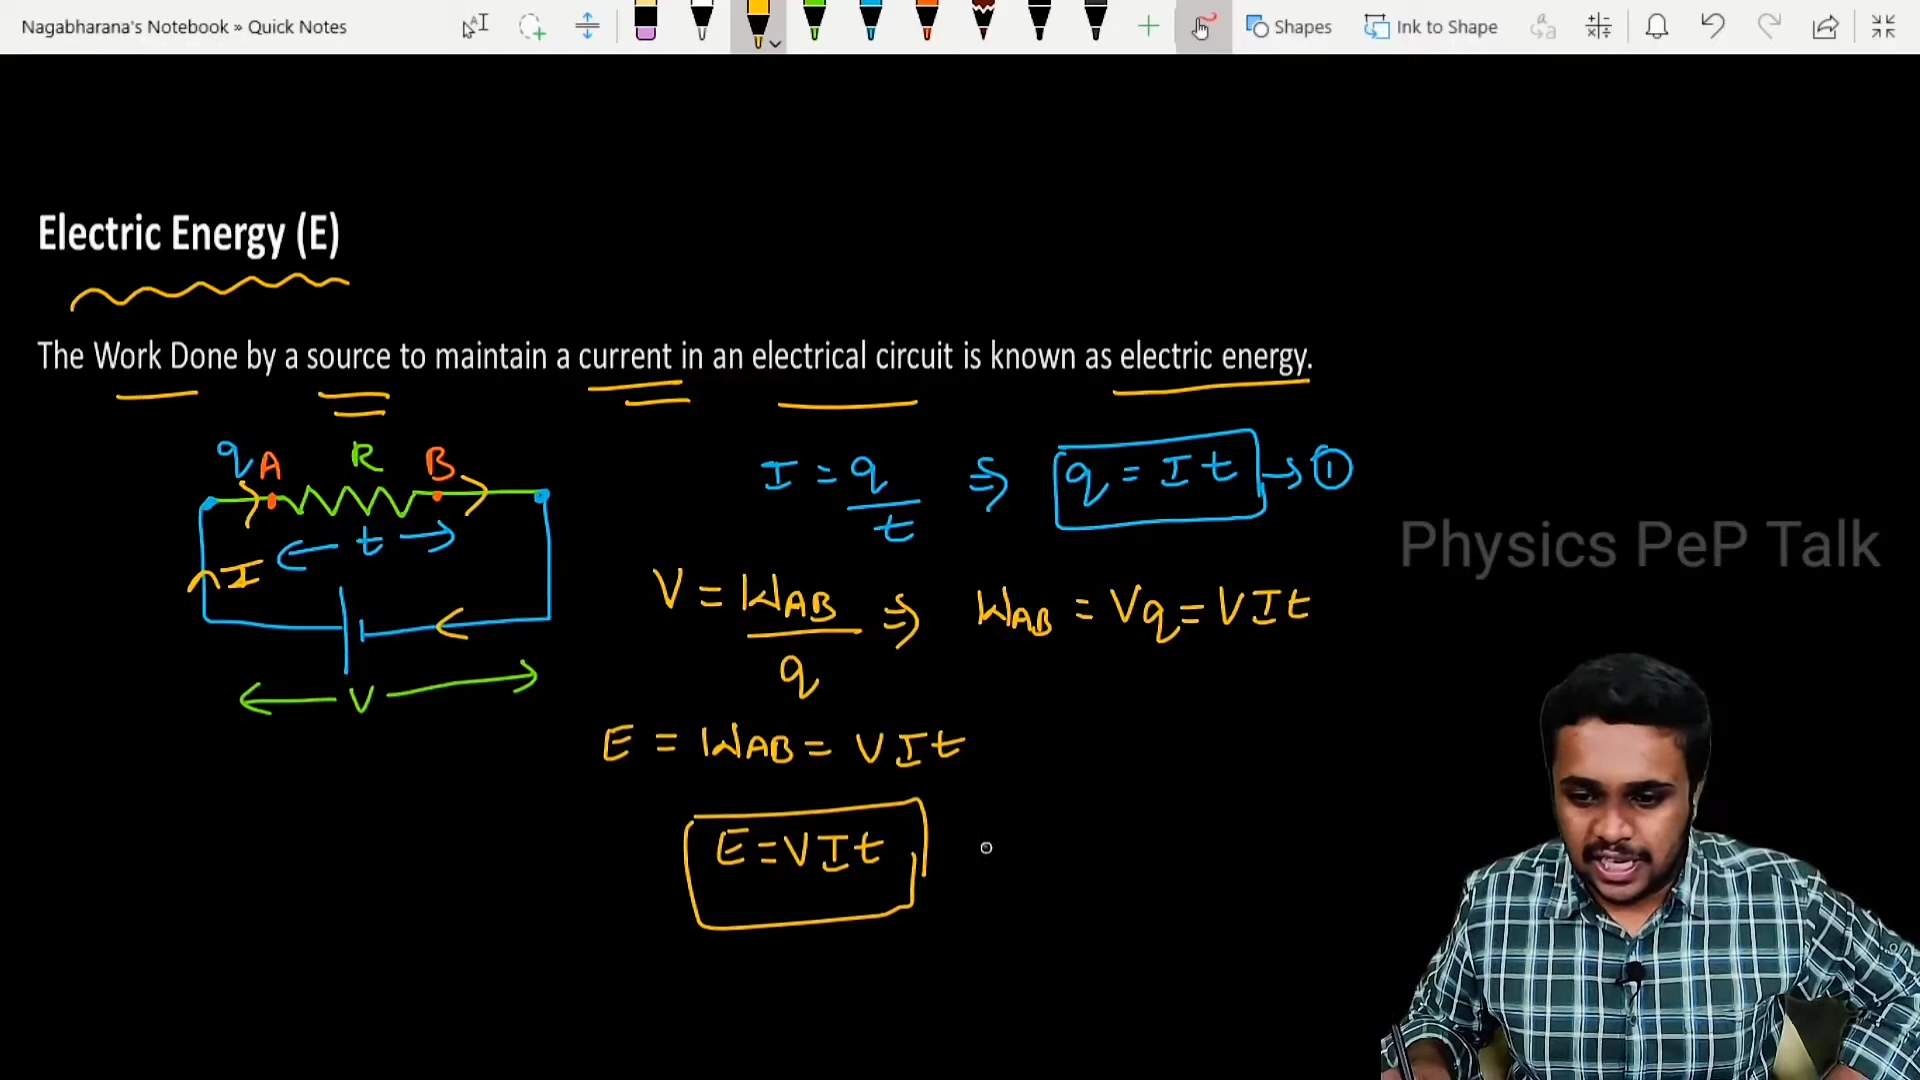 Nagabharana's Notebook » Quick Notes
Shapes
Ink to Shape
Electric Energy (E)
The Work Done by a source to maintain a current in an electrical circuit is known as electric energy.
q A R B
I = q/t ⇒ q = It → ①
t
I
Physics PeP Talk
V = W_AB/q ⇒ W_AB = Vq = VIt
V
E = W_AB = VIt
E = VIt